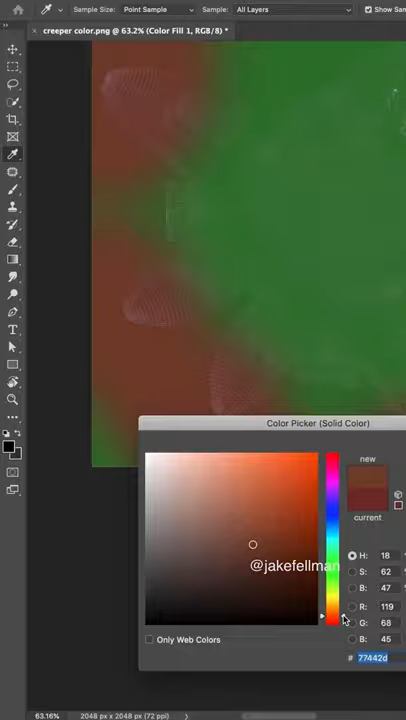 Sample Size: Point Sample Sample: All Layers Show Sam
creeper color.png @ 63.2% (Color Fill 1, RGB/8) *
Color Picker (Solid Color)
new
current
H: 18 °
S: 62
B: 47
@jakefellman
R: 119
G: 68
B: 45
Only Web Colors
# 77442d
63.16% 2048 px x 2048 px (72 ppi)